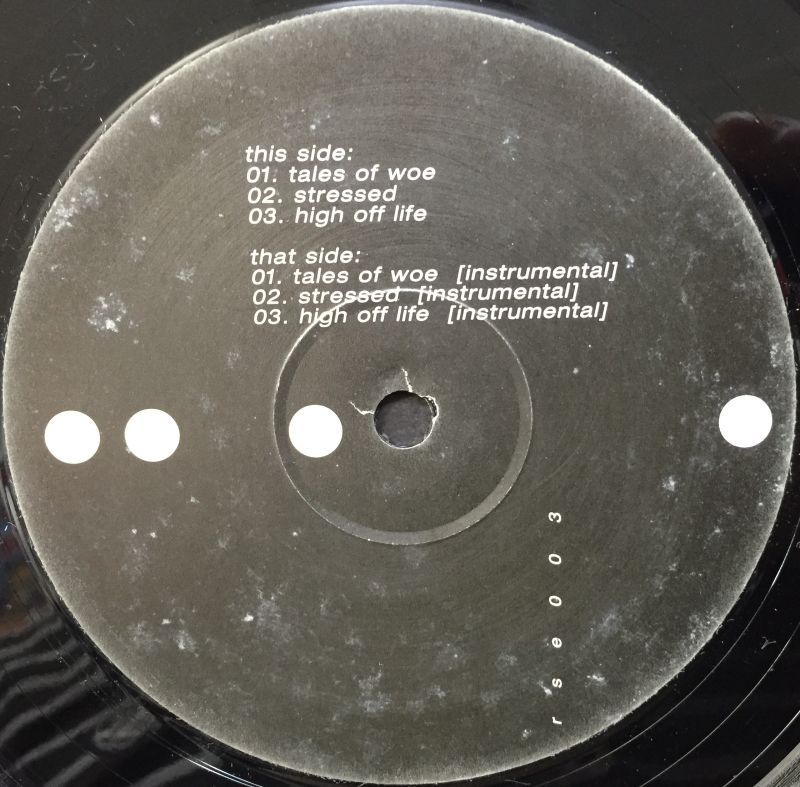 this side:
01. tales of woe
02. stressed
03. high off life
that side:
01. tales of woe [instrumental]
02. stressed [instrumental]
03. high off life [instrumental]
rse003